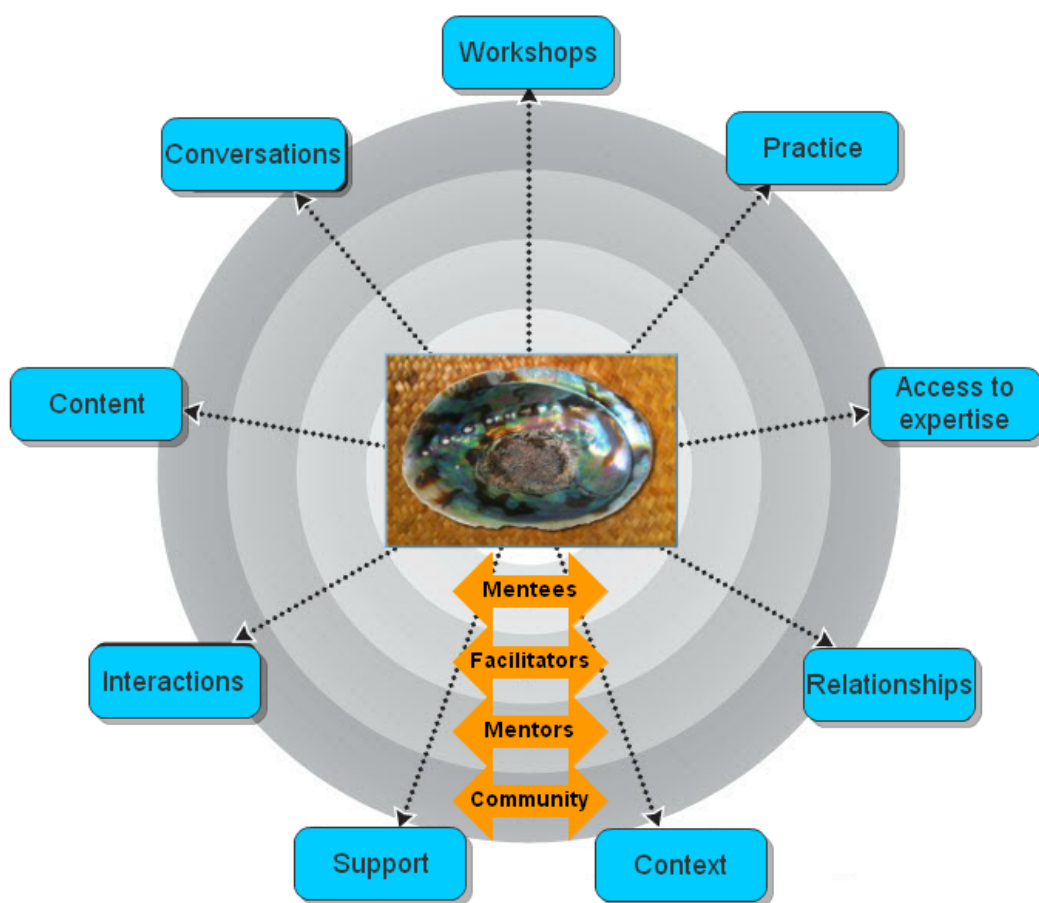 Workshops
Conversations
Practice
Content
Access to
expertise
Mentees
Facilitators
Interactions
Relationships
Mentors
Community
Support
Context